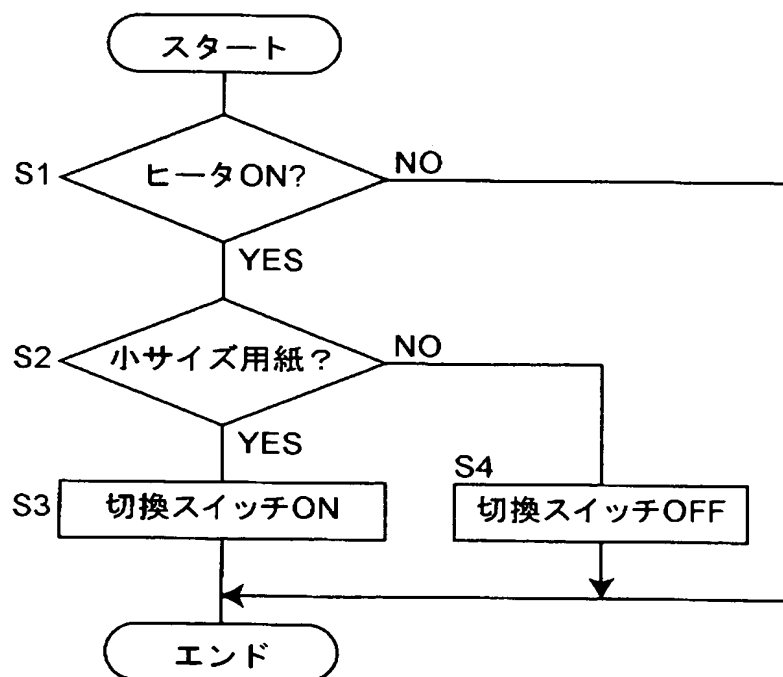 スタート
S1
ヒータON?
NO
YES
S2
小サイズ用紙？
NO
YES
S3
切換スイッチON
S4
切換スイッチOFF
エンド